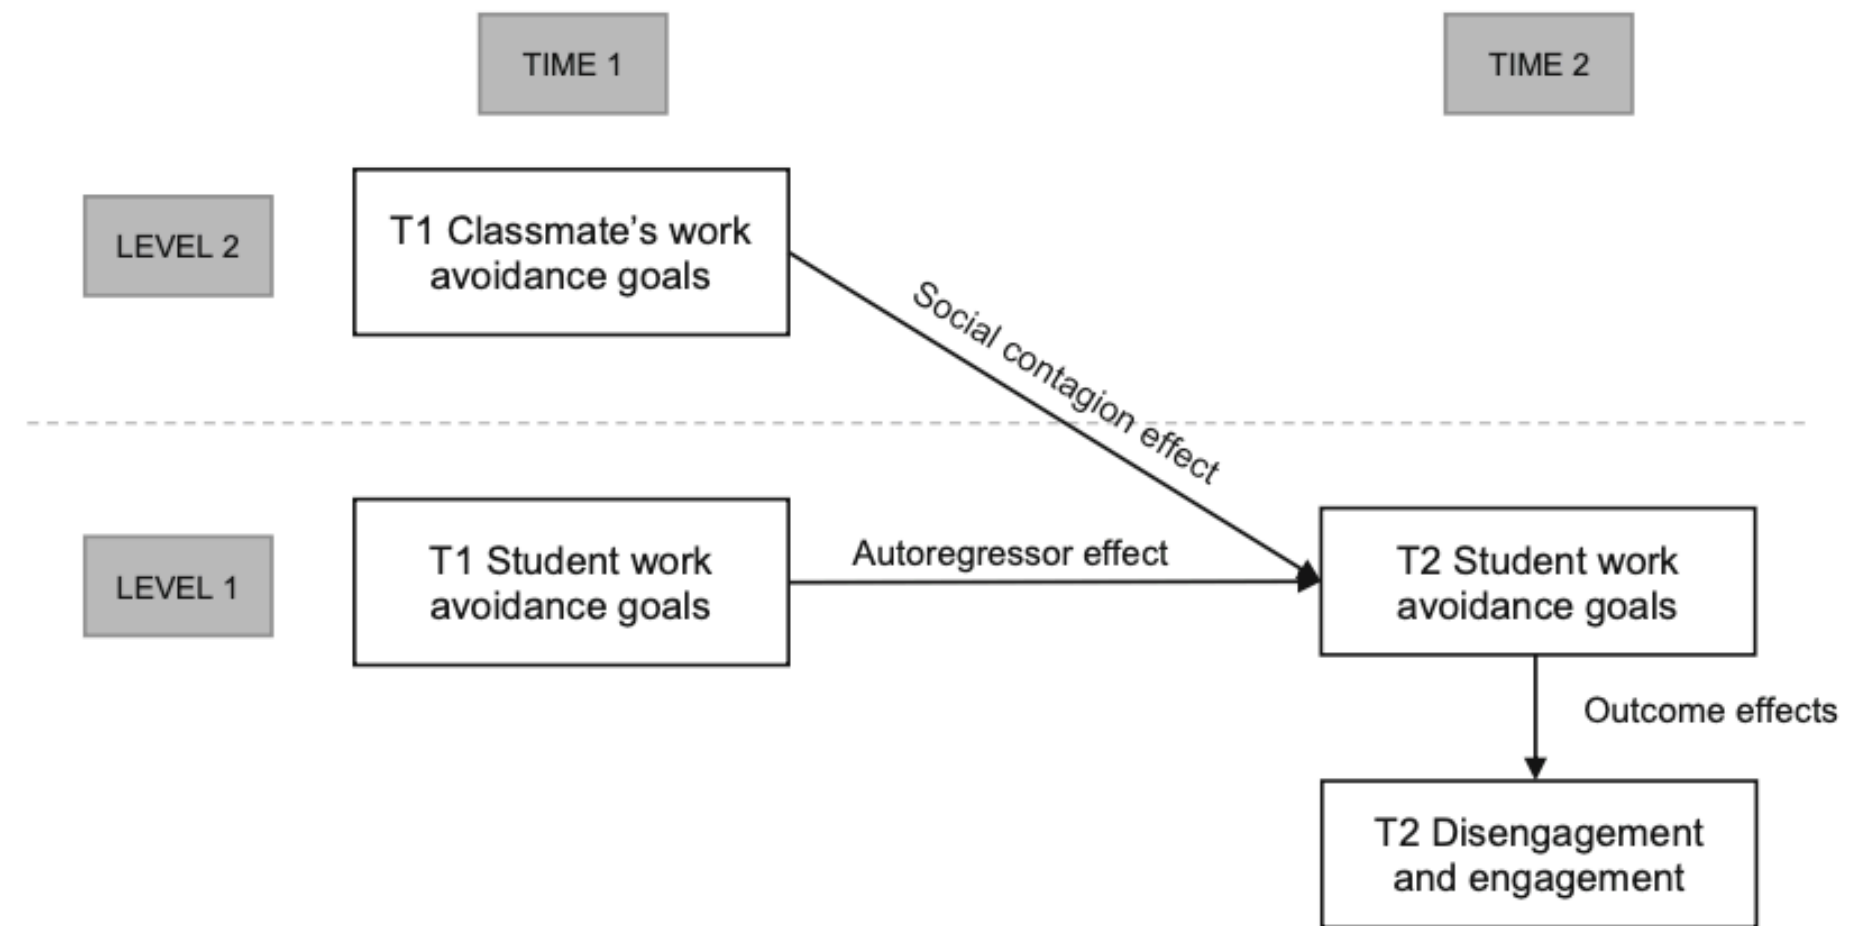 TIME 1
TIME 2
LEVEL 2
T1 Classmate’s work
avoidance goals
Social contagion effect
LEVEL 1
T1 Student work
avoidance goals
Autoregressor effect
T2 Student work
avoidance goals
Outcome effects
T2 Disengagement
and engagement